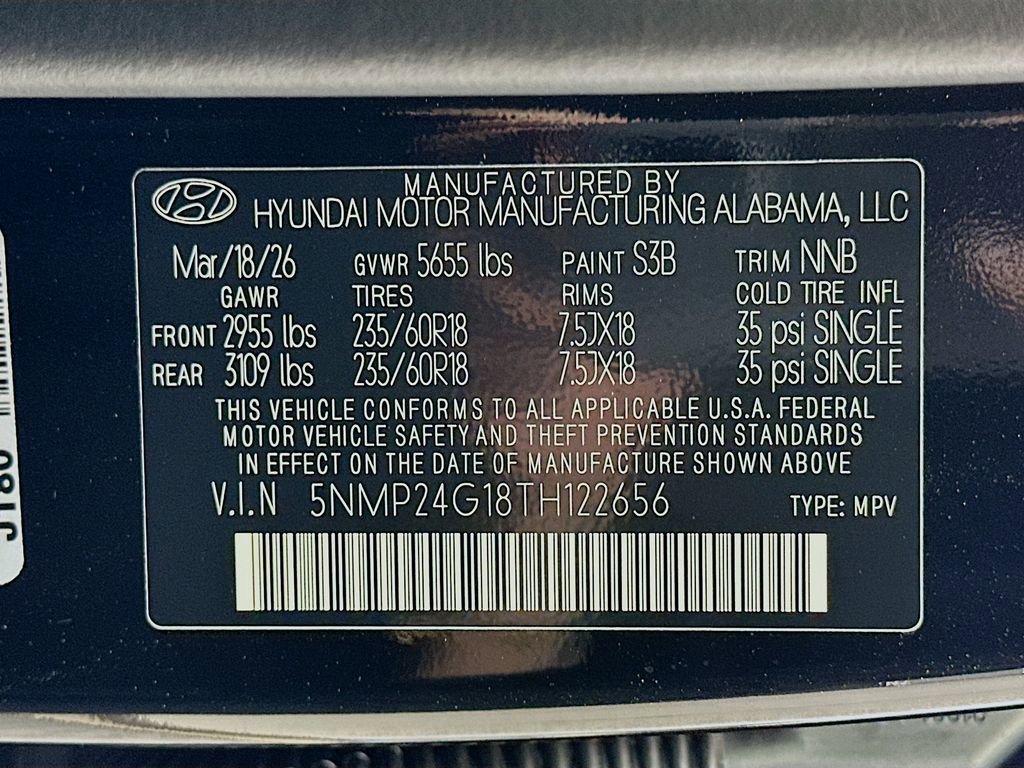 MANUFACTURED BY
HYUNDAI MOTOR MANUFACTURING ALABAMA, LLC
Mar/18/26 GVWR 5655 lbs PAINT S3B TRIM NNB
GAWR TIRES RIMS COLD TIRE INFL
FRONT 2955 lbs 235/60R18 7.5JX18 35 psi SINGLE
REAR 3109 lbs 235/60R18 7.5JX18 35 psi SINGLE
THIS VEHICLE CONFORMS TO ALL APPLICABLE U.S.A. FEDERAL
MOTOR VEHICLE SAFETY AND THEFT PREVENTION STANDARDS
IN EFFECT ON THE DATE OF MANUFACTURE SHOWN ABOVE
V.I.N 5NMP24G18TH122656 TYPE: MPV